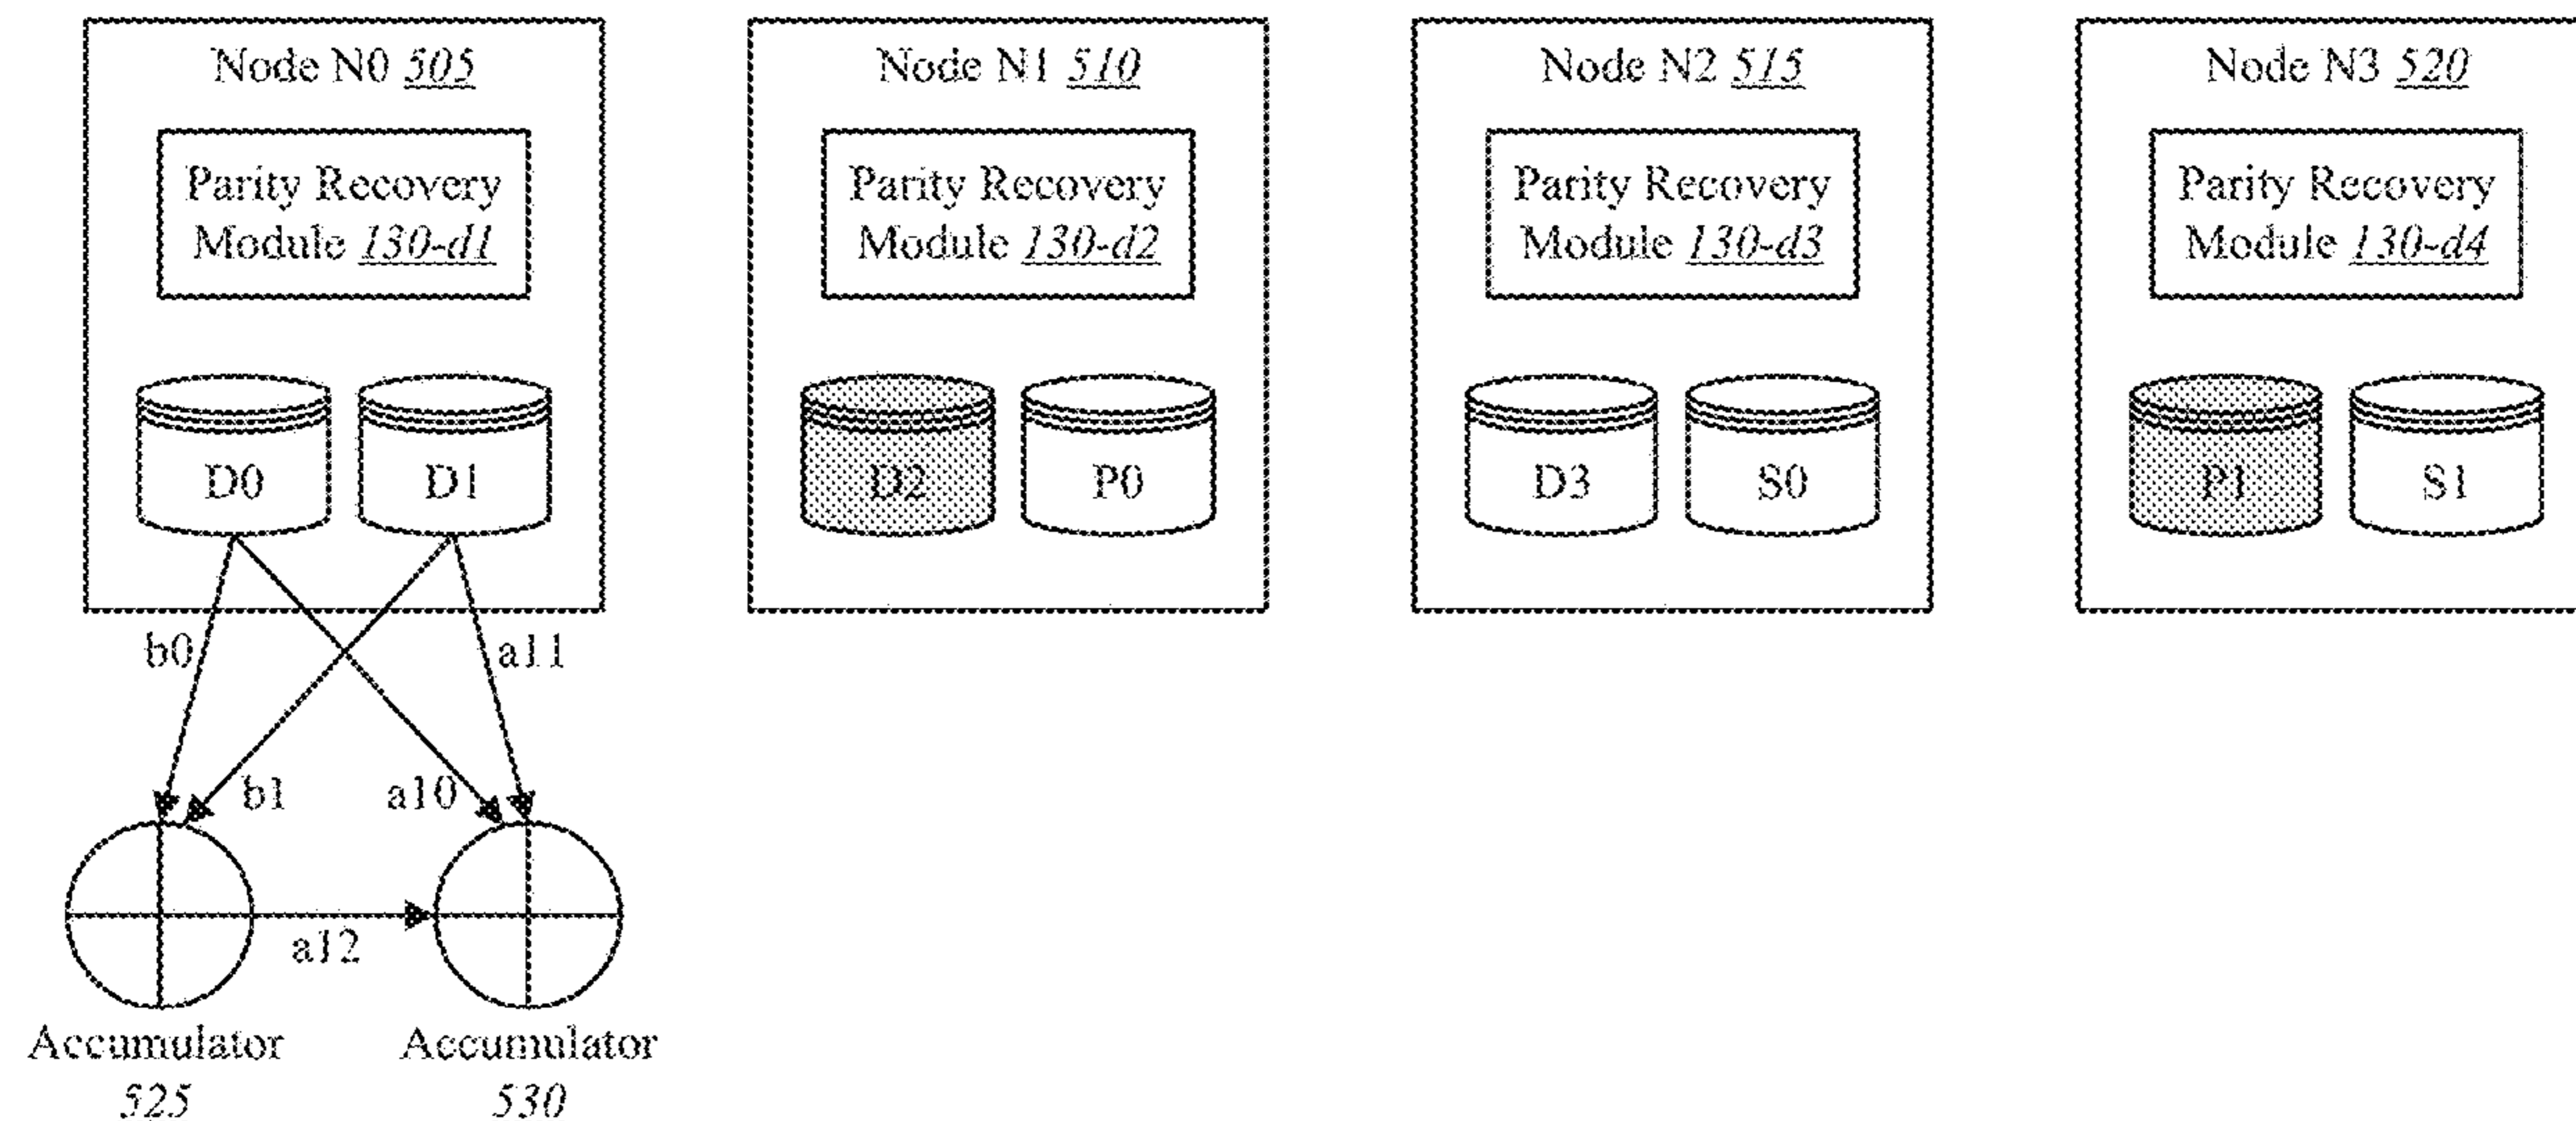 Node N0 505
Parity Recovery
Module 130-d1
D0
D1
Node N1 510
Parity Recovery
Module 130-d2
D2
P0
Node N2 515
Parity Recovery
Module 130-d3
D3
S0
Node N3 520
Parity Recovery
Module 130-d4
P1
S1
b0
a11
b1
a10
a12
Accumulator
525
Accumulator
530